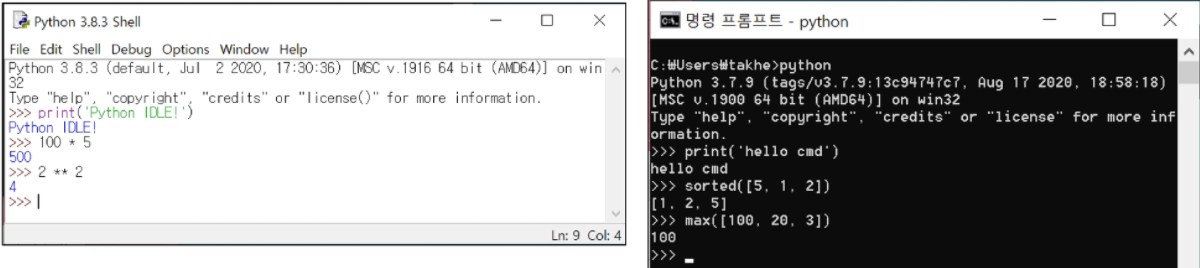 Python 3.8.3 Shell
File Edit Shell Debug Options Window Help
Python 3.8.3 (default, Jul  2 2020, 17:30:36) [MSC v.1916 64 bit (AMD64)] on win
32
Type "help", "copyright", "credits" or "license()" for more information.
>>> print('Python IDLE!')
Python IDLE!
>>> 100 * 5
500
>>> 2 ** 2
4
>>>
Ln: 9 Col: 4
명령 프롬프트 - python
C:₩Users₩takhe>python
Python 3.7.9 (tags/v3.7.9:13c94747c7, Aug 17 2020, 18:58:18)
[MSC v.1900 64 bit (AMD64)] on win32
Type "help", "copyright", "credits" or "license" for more inf
ormation.
>>> print('hello cmd')
hello cmd
>>> sorted([5, 1, 2])
[1, 2, 5]
>>> max([100, 20, 3])
100
>>>